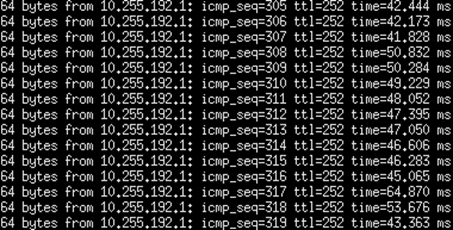 64 bytes from 10.255.192.1: icmp_seq=305 ttl=252 time=42.444 ms
64 bytes from 10.255.192.1: icmp_seq=306 ttl=252 time=42.173 ms
64 bytes from 10.255.192.1: icmp_seq=307 ttl=252 time=41.828 ms
64 bytes from 10.255.192.1: icmp_seq=308 ttl=252 time=50.832 ms
64 bytes from 10.255.192.1: icmp_seq=309 ttl=252 time=50.284 ms
64 bytes from 10.255.192.1: icmp_seq=310 ttl=252 time=49.229 ms
64 bytes from 10.255.192.1: icmp_seq=311 ttl=252 time=48.052 ms
64 bytes from 10.255.192.1: icmp_seq=312 ttl=252 time=47.395 ms
64 bytes from 10.255.192.1: icmp_seq=313 ttl=252 time=47.050 ms
64 bytes from 10.255.192.1: icmp_seq=314 ttl=252 time=46.606 ms
64 bytes from 10.255.192.1: icmp_seq=315 ttl=252 time=46.283 ms
64 bytes from 10.255.192.1: icmp_seq=316 ttl=252 time=45.065 ms
64 bytes from 10.255.192.1: icmp_seq=317 ttl=252 time=64.870 ms
64 bytes from 10.255.192.1: icmp_seq=318 ttl=252 time=53.676 ms
64 bytes from 10.255.192.1: icmp_seq=319 ttl=252 time=43.363 ms